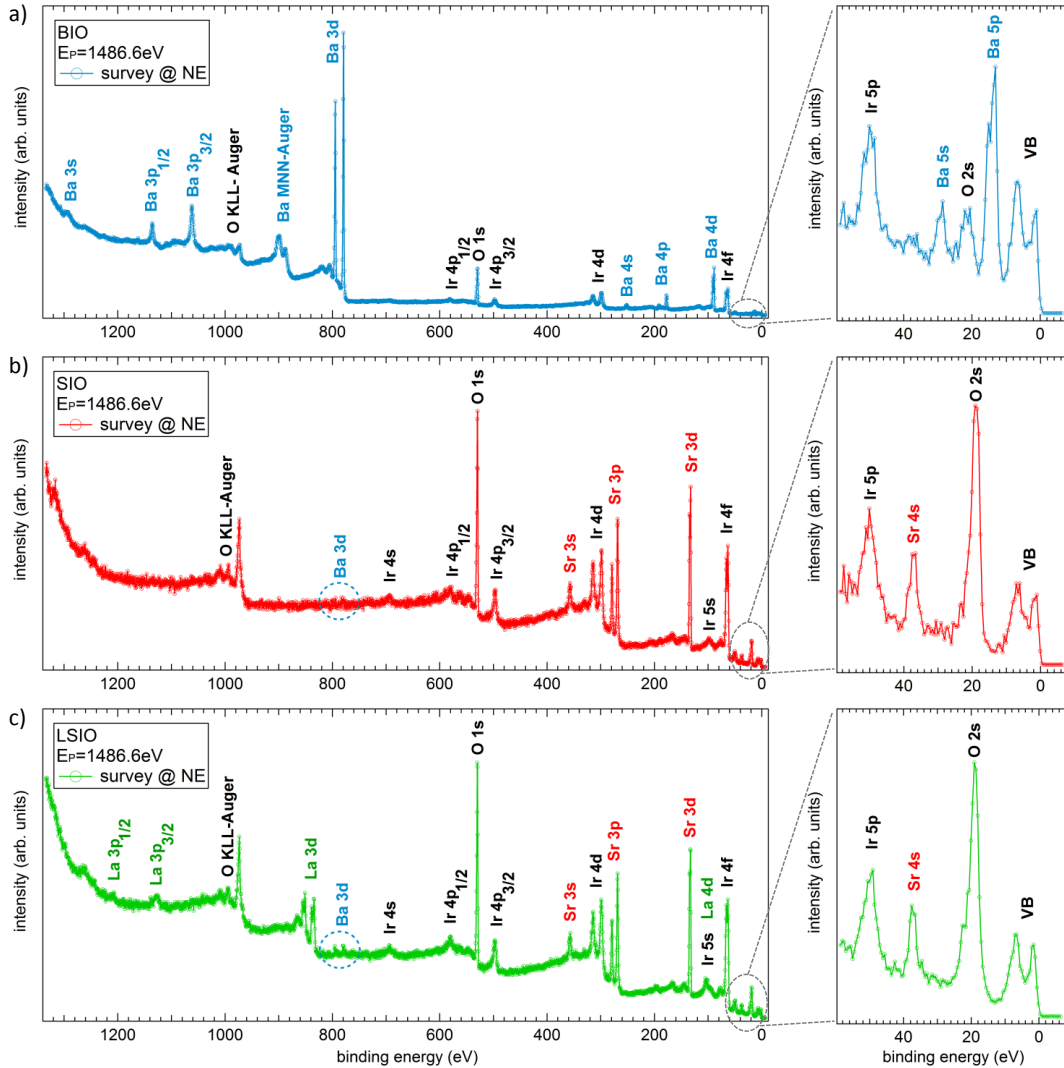 a)
BIO
EP=1486.6eV
survey @ NE
intensity (arb. units)
Ba 3s
Ba 3p1/2
Ba 3p3/2
O KLL- Auger
Ba MNN-Auger
Ba 3d
Ir 4p1/2
O 1s
Ir 4p3/2
Ir 4d
Ba 4s
Ba 4p
Ba 4d
Ir 4f
1200 1000 800 600 400 200 0
intensity (arb. units)
Ir 5p
Ba 5s
O 2s
Ba 5p
VB
40 20 0
b)
SIO
EP=1486.6eV
survey @ NE
intensity (arb. units)
O KLL-Auger
Ba 3d
Ir 4s
Ir 4p1/2
O 1s
Ir 4p3/2
Sr 3s
Ir 4d
Sr 3p
Sr 3d
Ir 5s
Ir 4f
1200 1000 800 600 400 200 0
intensity (arb. units)
Ir 5p
Sr 4s
O 2s
VB
40 20 0
c)
LSIO
EP=1486.6eV
survey @ NE
intensity (arb. units)
La 3p1/2
La 3p3/2
O KLL-Auger
La 3d
Ba 3d
Ir 4s
Ir 4p1/2
O 1s
Ir 4p3/2
Sr 3s
Ir 4d
Sr 3p
Sr 3d
Ir 5s
La 4d
Ir 4f
1200 1000 800 600 400 200 0
binding energy (eV)
intensity (arb. units)
Ir 5p
Sr 4s
O 2s
VB
40 20 0
binding energy (eV)